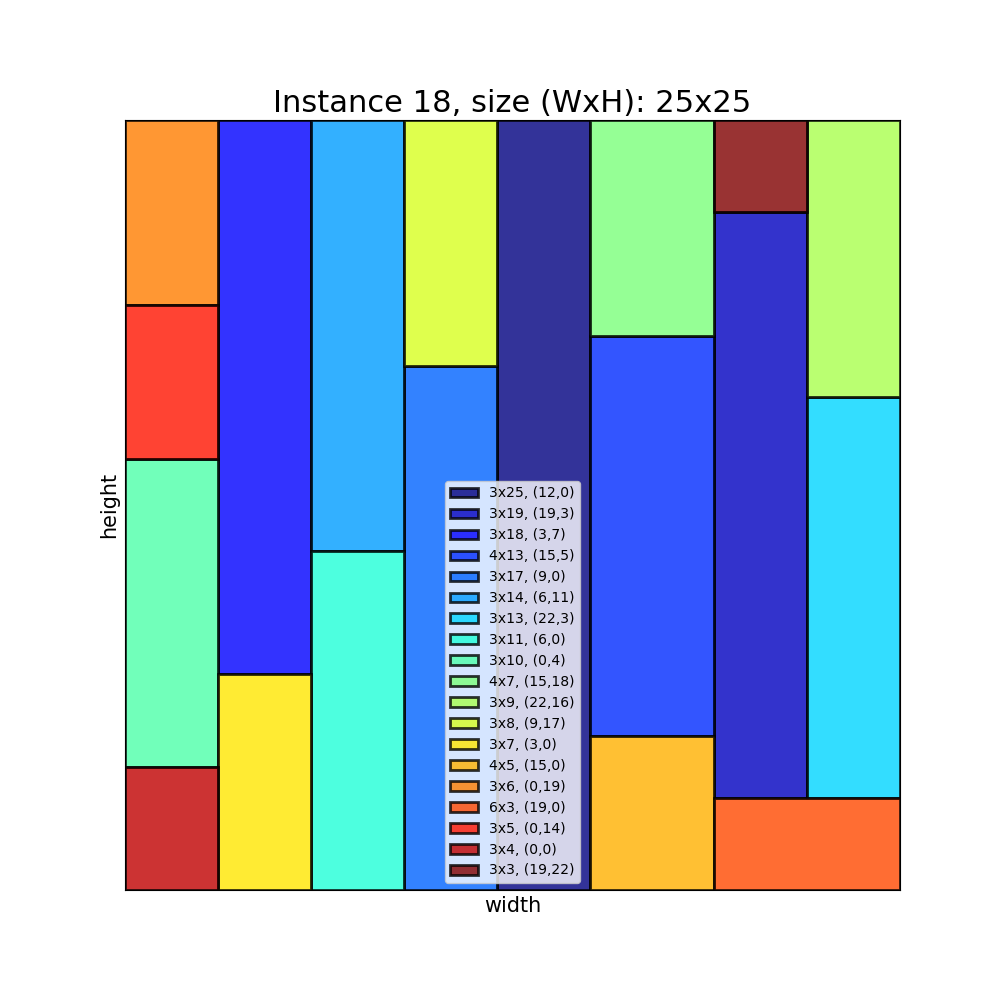 Instance 18, size (WxH): 25x25
height
3x25, (12,0)
3x19, (19,3)
3x18, (3,7)
4x13, (15,5)
3x17, (9,0)
3x14, (6,11)
3x13, (22,3)
3x11, (6,0)
3x10, (0,4)
4x7, (15,18)
3x9, (22,16)
3x8, (9,17)
3x7, (3,0)
4x5, (15,0)
3x6, (0,19)
6x3, (19,0)
3x5, (0,14)
3x4, (0,0)
3x3, (19,22)
width